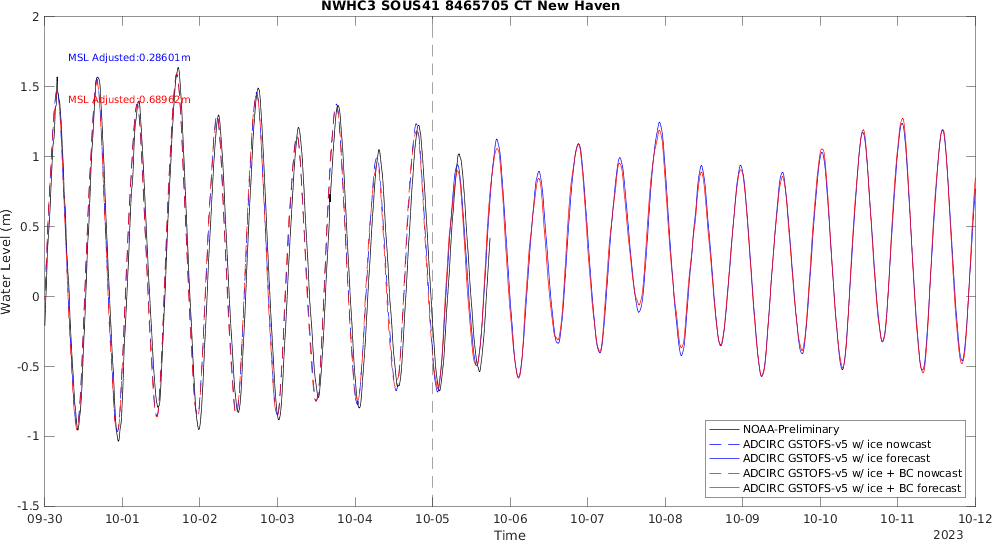 NWHC3 SOUS41 8465705 CT New Haven
2
MSL Adjusted:0.28601m
1.5
MSL Adjusted:0.68962m
1
0.5
0
-0.5
-1
-1.5
Water Level (m)
NOAA-Preliminary
ADCIRC GSTOFS-v5 w/ ice nowcast
ADCIRC GSTOFS-v5 w/ ice forecast
ADCIRC GSTOFS-v5 w/ ice + BC nowcast
ADCIRC GSTOFS-v5 w/ ice + BC forecast
09-30 10-01 10-02 10-03 10-04 10-05 10-06 10-07 10-08 10-09 10-10 10-11 10-12
Time
2023